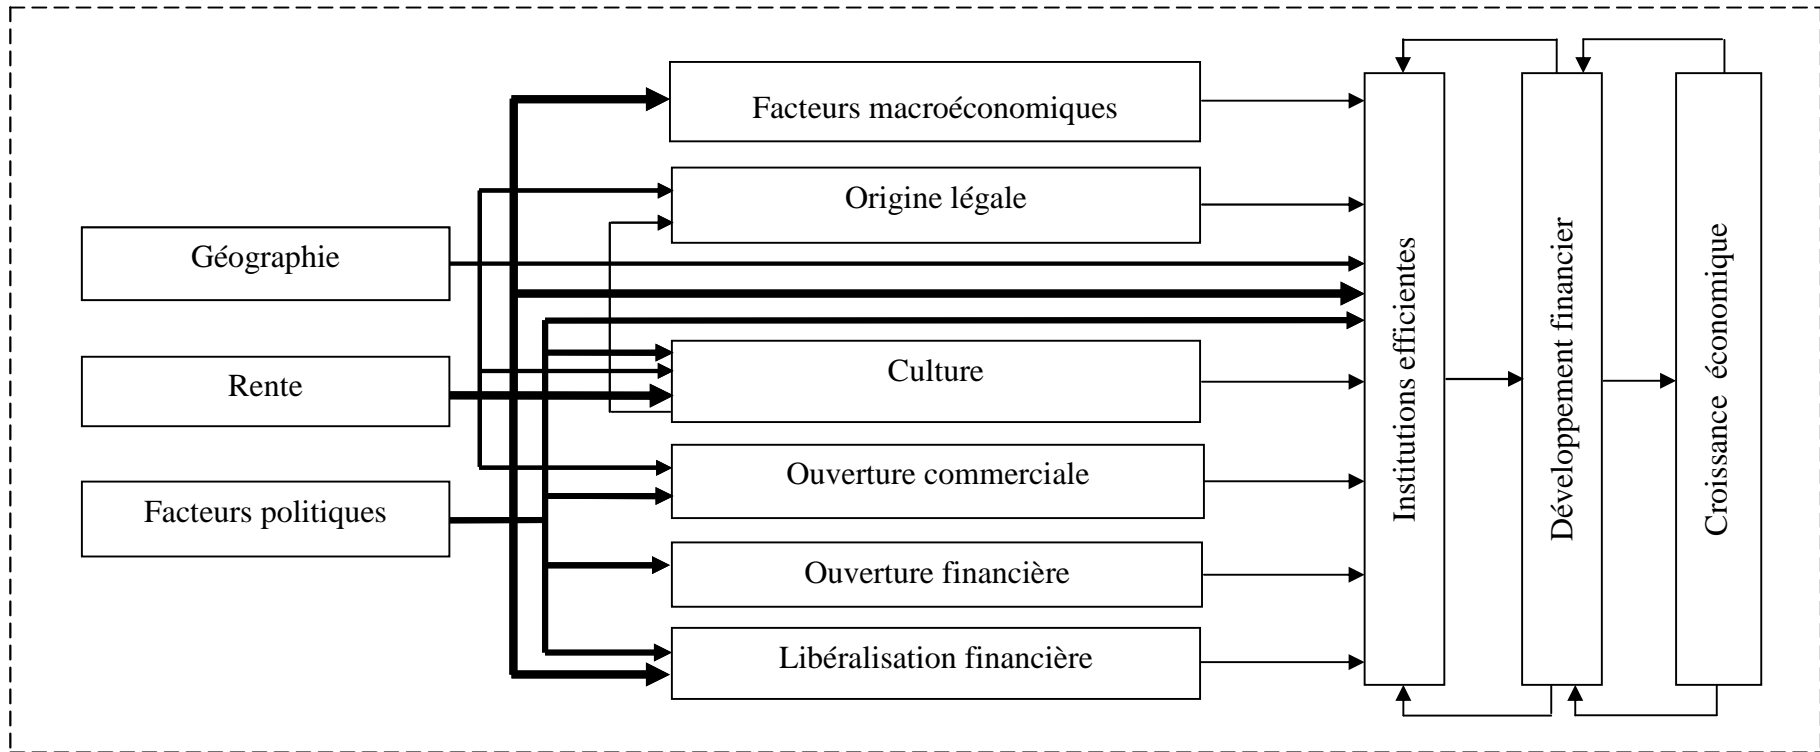 Facteurs macroéconomiques
Origine légale
Géographie
Rente
Culture
Facteurs politiques
Ouverture commerciale
Ouverture financière
Libéralisation financière
Institutions efficientes
Développement financier
Croissance économique